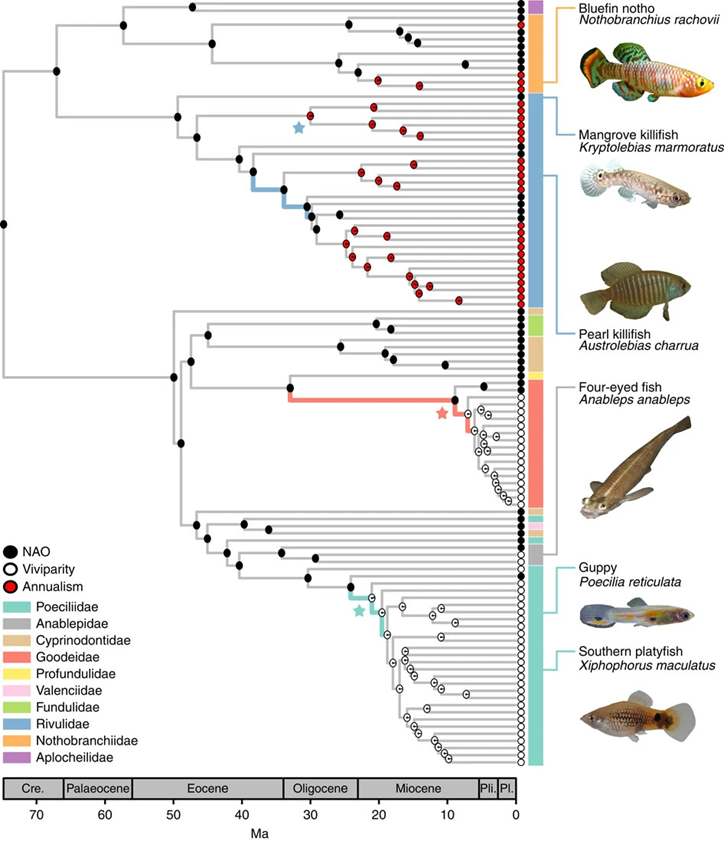 Bluefin notho
Nothobranchius rachovii
Mangrove killifish
Kryptolebias marmoratus
Pearl killifish
Austrolebias charrua
Four-eyed fish
Anableps anableps
Guppy
Poecilia reticulata
Southern platyfish
Xiphophorus maculatus
NAO
Viviparity
Annualism
Poeciliidae
Anablepidae
Cyprinodontidae
Goodeidae
Profundulidae
Valenciidae
Fundulidae
Rivulidae
Nothobranchiidae
Aplocheilidae
Cre. Palaeocene Eocene Oligocene Miocene Pli. Pl.
70 60 50 40 30 20 10 0
Ma